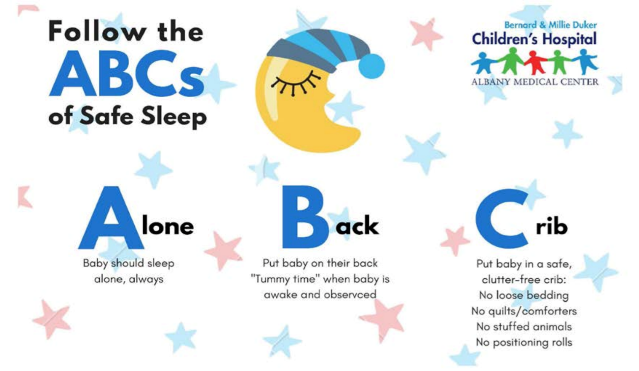 Follow the
ABCs
of Safe Sleep
Bernard & Millie Duker
Children's Hospital
ALBANY MEDICAL CENTER
Alone
Baby should sleep
alone, always
Back
Put baby on their back
"Tummy time" when baby is
awake and observced
Crib
Put baby in a safe,
clutter-free crib:
No loose bedding
No quilts/comforters
No stuffed animals
No positioning rolls